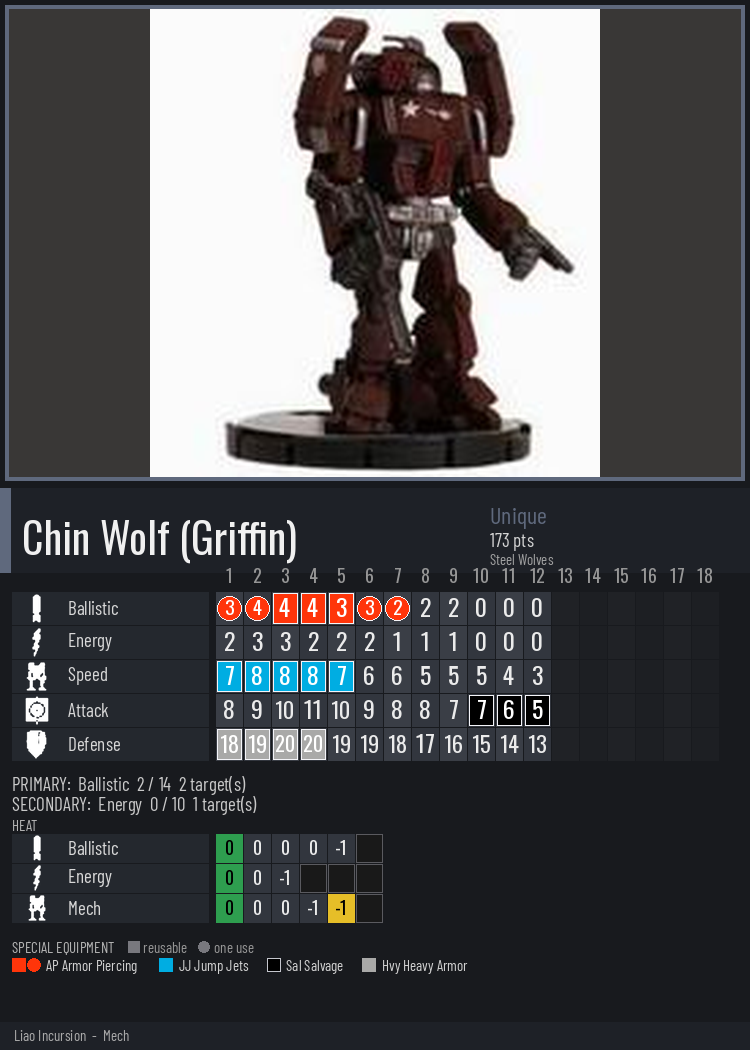 Chin Wolf (Griffin)
Unique
173 pts
Steel Wolves
1 2 3 4 5 6 7 8 9 10 11 12 13 14 15 16 17 18
Ballistic 3 4 4 4 3 3 2 2 2 0 0 0
Energy 2 3 3 2 2 2 1 1 1 0 0 0
Speed 7 8 8 8 7 6 6 5 5 5 4 3
Attack 8 9 10 11 10 9 8 8 7 7 6 5
Defense 18 19 20 20 19 19 18 17 16 15 14 13
PRIMARY: Ballistic 2 / 14 2 target(s)
SECONDARY: Energy 0 / 10 1 target(s)
HEAT
Ballistic 0 0 0 0 -1
Energy 0 0 -1
Mech 0 0 0 -1 -1
SPECIAL EQUIPMENT reusable one use
AP Armor Piercing JJ Jump Jets Sal Salvage Hvy Heavy Armor
Liao Incursion - Mech